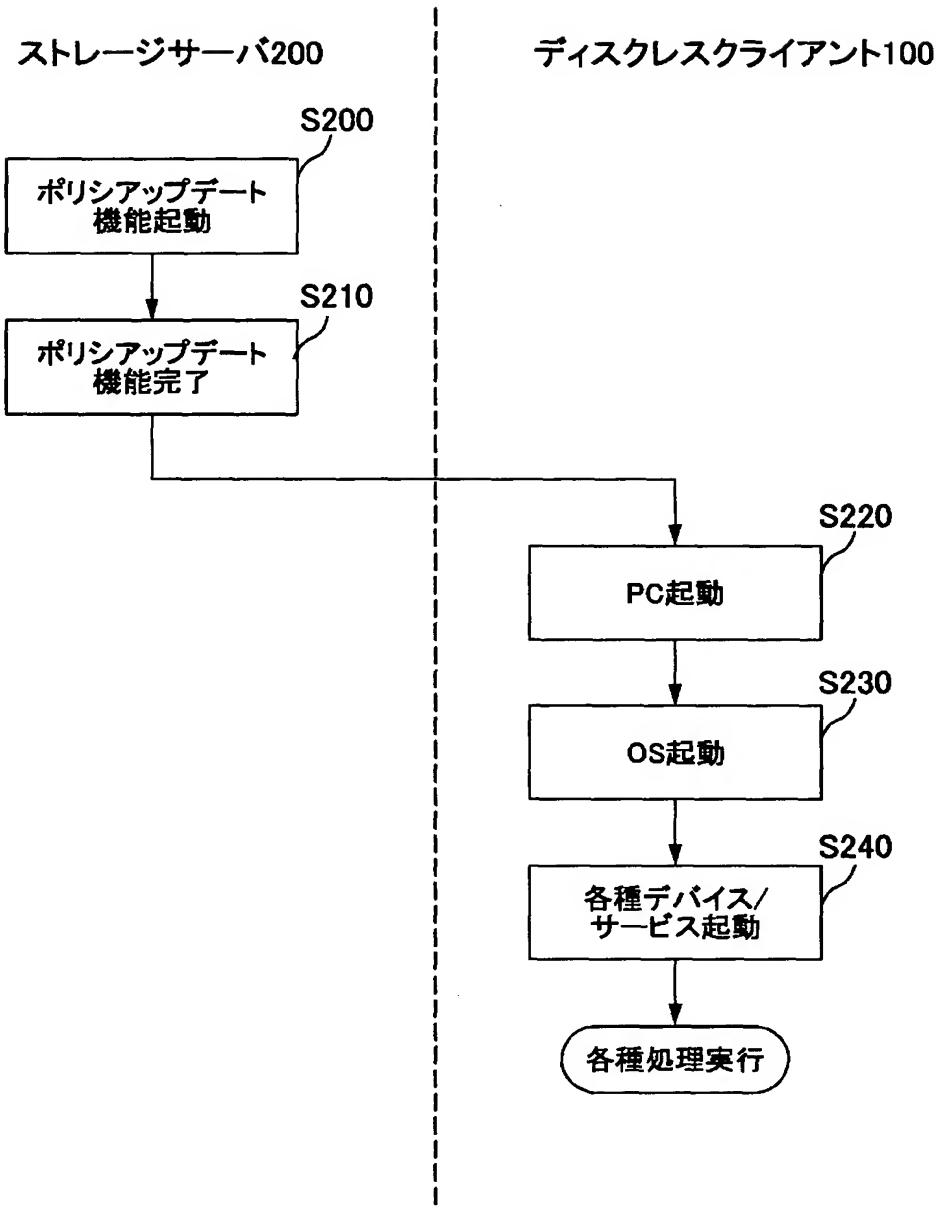 ストレージサーバ200
ディスクレスクライアント100
S200
ポリシアップデート
機能起動
S210
ポリシアップデート
機能完了
S220
PC起動
S230
OS起動
S240
各種デバイス/
サービス起動
各種処理実行